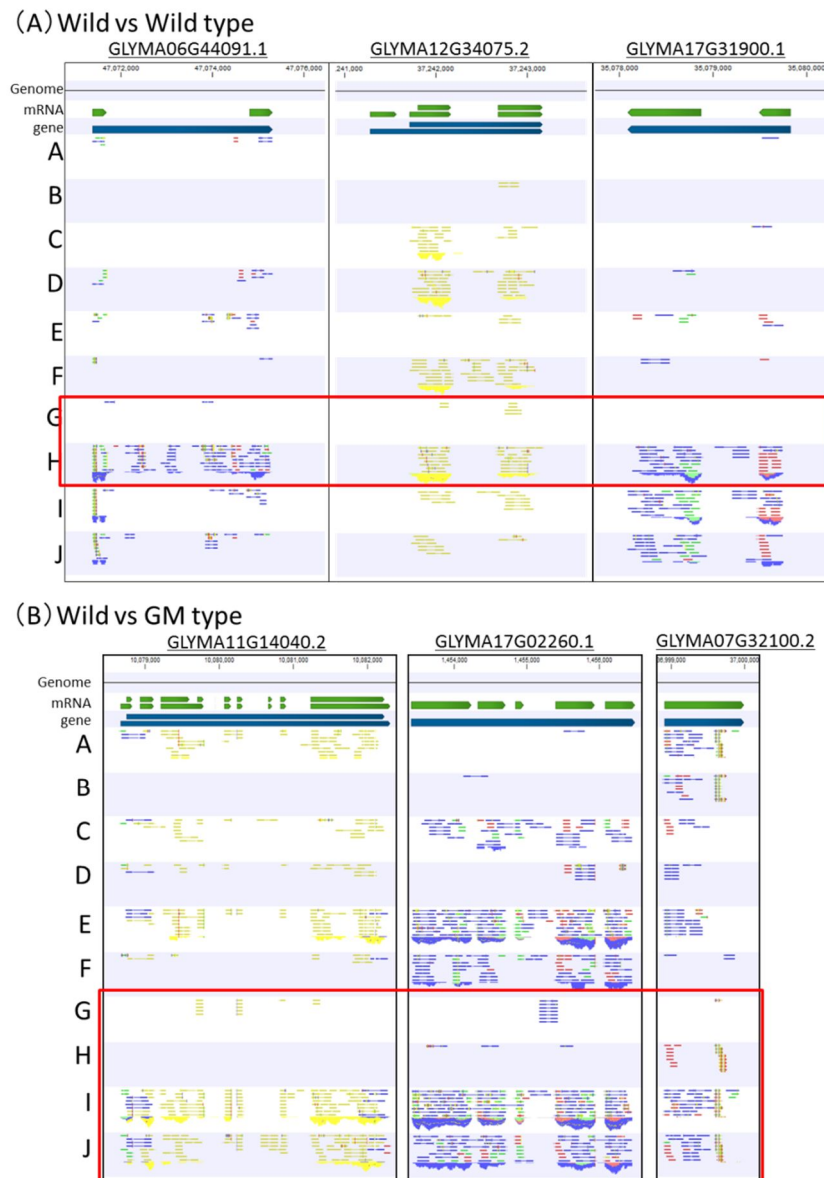 (A) Wild vs Wild type
GLYMA06G44091.1 GLYMA12G34075.2 GLYMA17G31900.1
47,072,000 47,074,000 47,076,000 :241,000 37,242,000 37,243,000 35,078,000 35,079,000 35,080,000
Genome
mRNA
gene
A
B
C
D
E
F
G
H
I
J
(B) Wild vs GM type
GLYMA11G14040.2 GLYMA17G02260.1 GLYMA07G32100.2
10,079,000 10,080,000 10,081,000 10,082,000 1,464,000 1,465,000 1,466,000 36,999,000 37,000,000
Genome
mRNA
gene
A
B
C
D
E
F
G
H
I
J